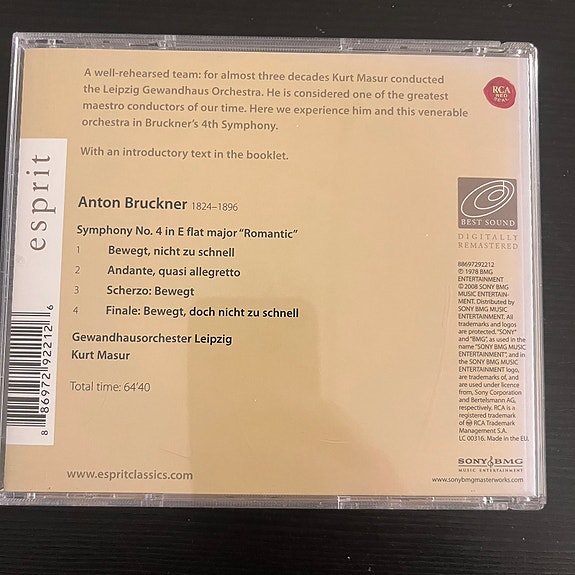 A well-rehearsed team: for almost three decades Kurt Masur conducted
the Leipzig Gewandhaus Orchestra. He is considered one of the greatest
maestro conductors of our time. Here we experience him and this venerable
orchestra in Bruckner's 4th Symphony.
With an introductory text in the booklet.
RCA
RED
SEAL
esprit
Anton Bruckner 1824–1896
Symphony No. 4 in E flat major "Romantic"
1 Bewegt, nicht zu schnell
2 Andante, quasi allegretto
3 Scherzo: Bewegt
4 Finale: Bewegt, doch nicht zu schnell
Gewandhausorchester Leipzig
Kurt Masur
Total time: 64'40
8 86972 92212 6
www.espritclassics.com
BEST SOUND
DIGITALLY
REMASTERED
88697292212
℗ 1978 BMG
ENTERTAINMENT
© 2008 SONY BMG
MUSIC ENTERTAIN-
MENT. Distributed by
SONY BMG MUSIC
ENTERTAINMENT. All
trademarks and logos
are protected. "SONY"
and "BMG", as used in the
name "SONY BMG MUSIC
ENTERTAINMENT", and in
the SONY BMG MUSIC
ENTERTAINMENT logo,
are trademarks of, and
are used under licence
from, Sony Corporation
and Bertelsmann AG,
respectively. RCA is a
registered trademark
of RCA Trademark
Management S.A.
LC 00316. Made in the EU.
SONY BMG
MUSIC ENTERTAINMENT
www.sonybmgmasterworks.com